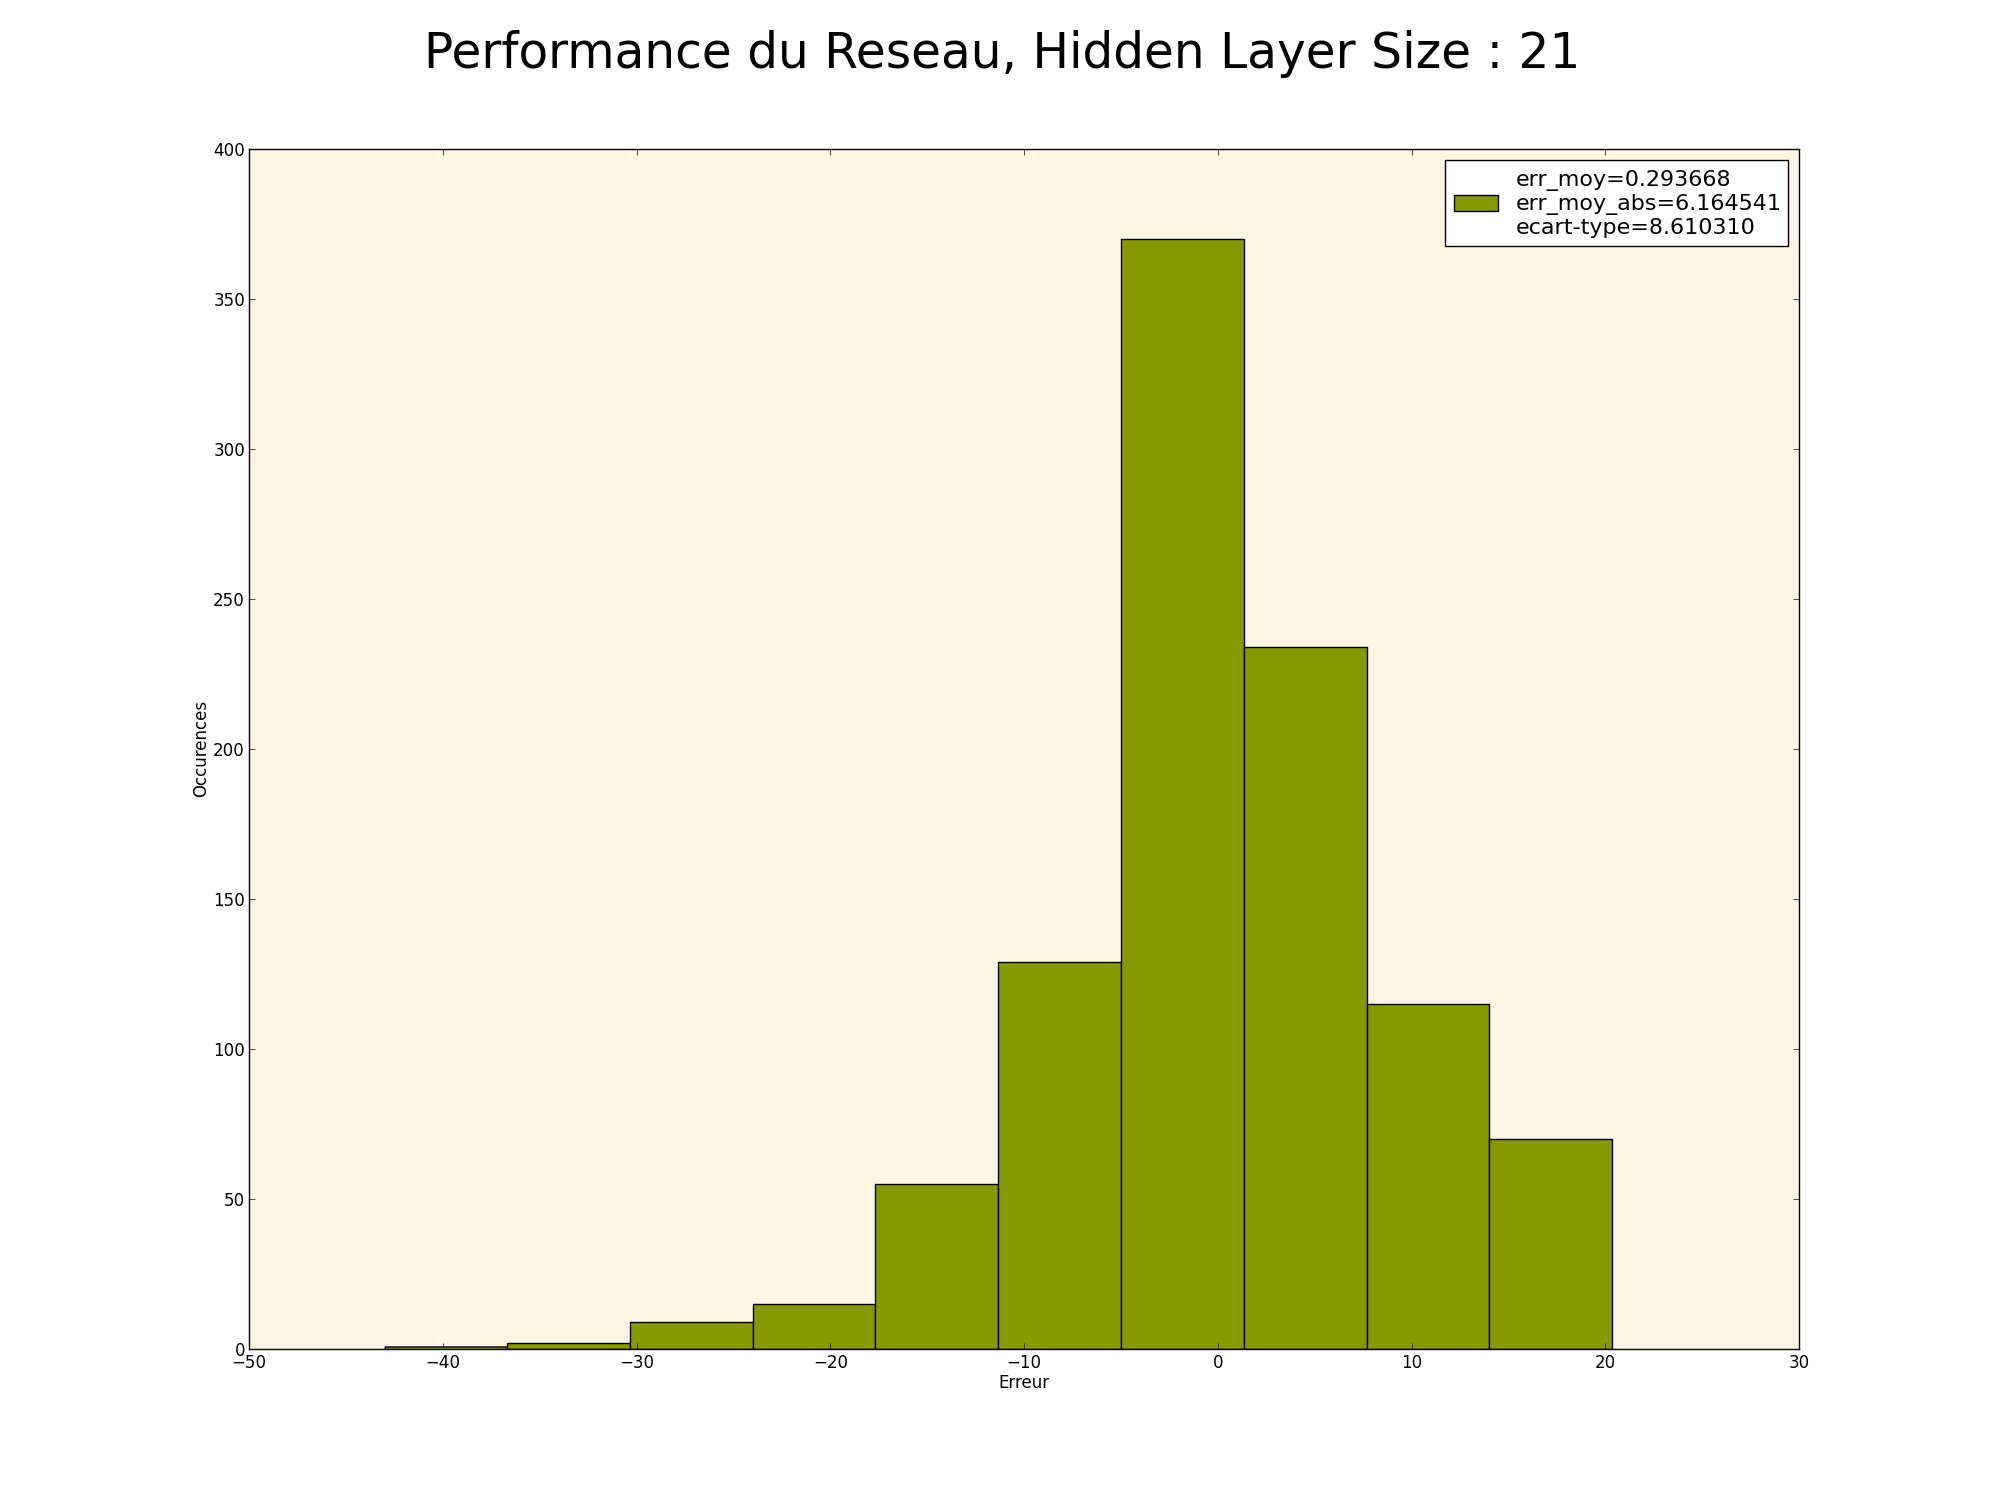 Performance du Reseau, Hidden Layer Size : 21
400
350
300
250
200
150
100
50
0
Occurences
err_moy=0.293668
err_moy_abs=6.164541
ecart-type=8.610310
−50 −40 −30 −20 −10 0 10 20 30
Erreur